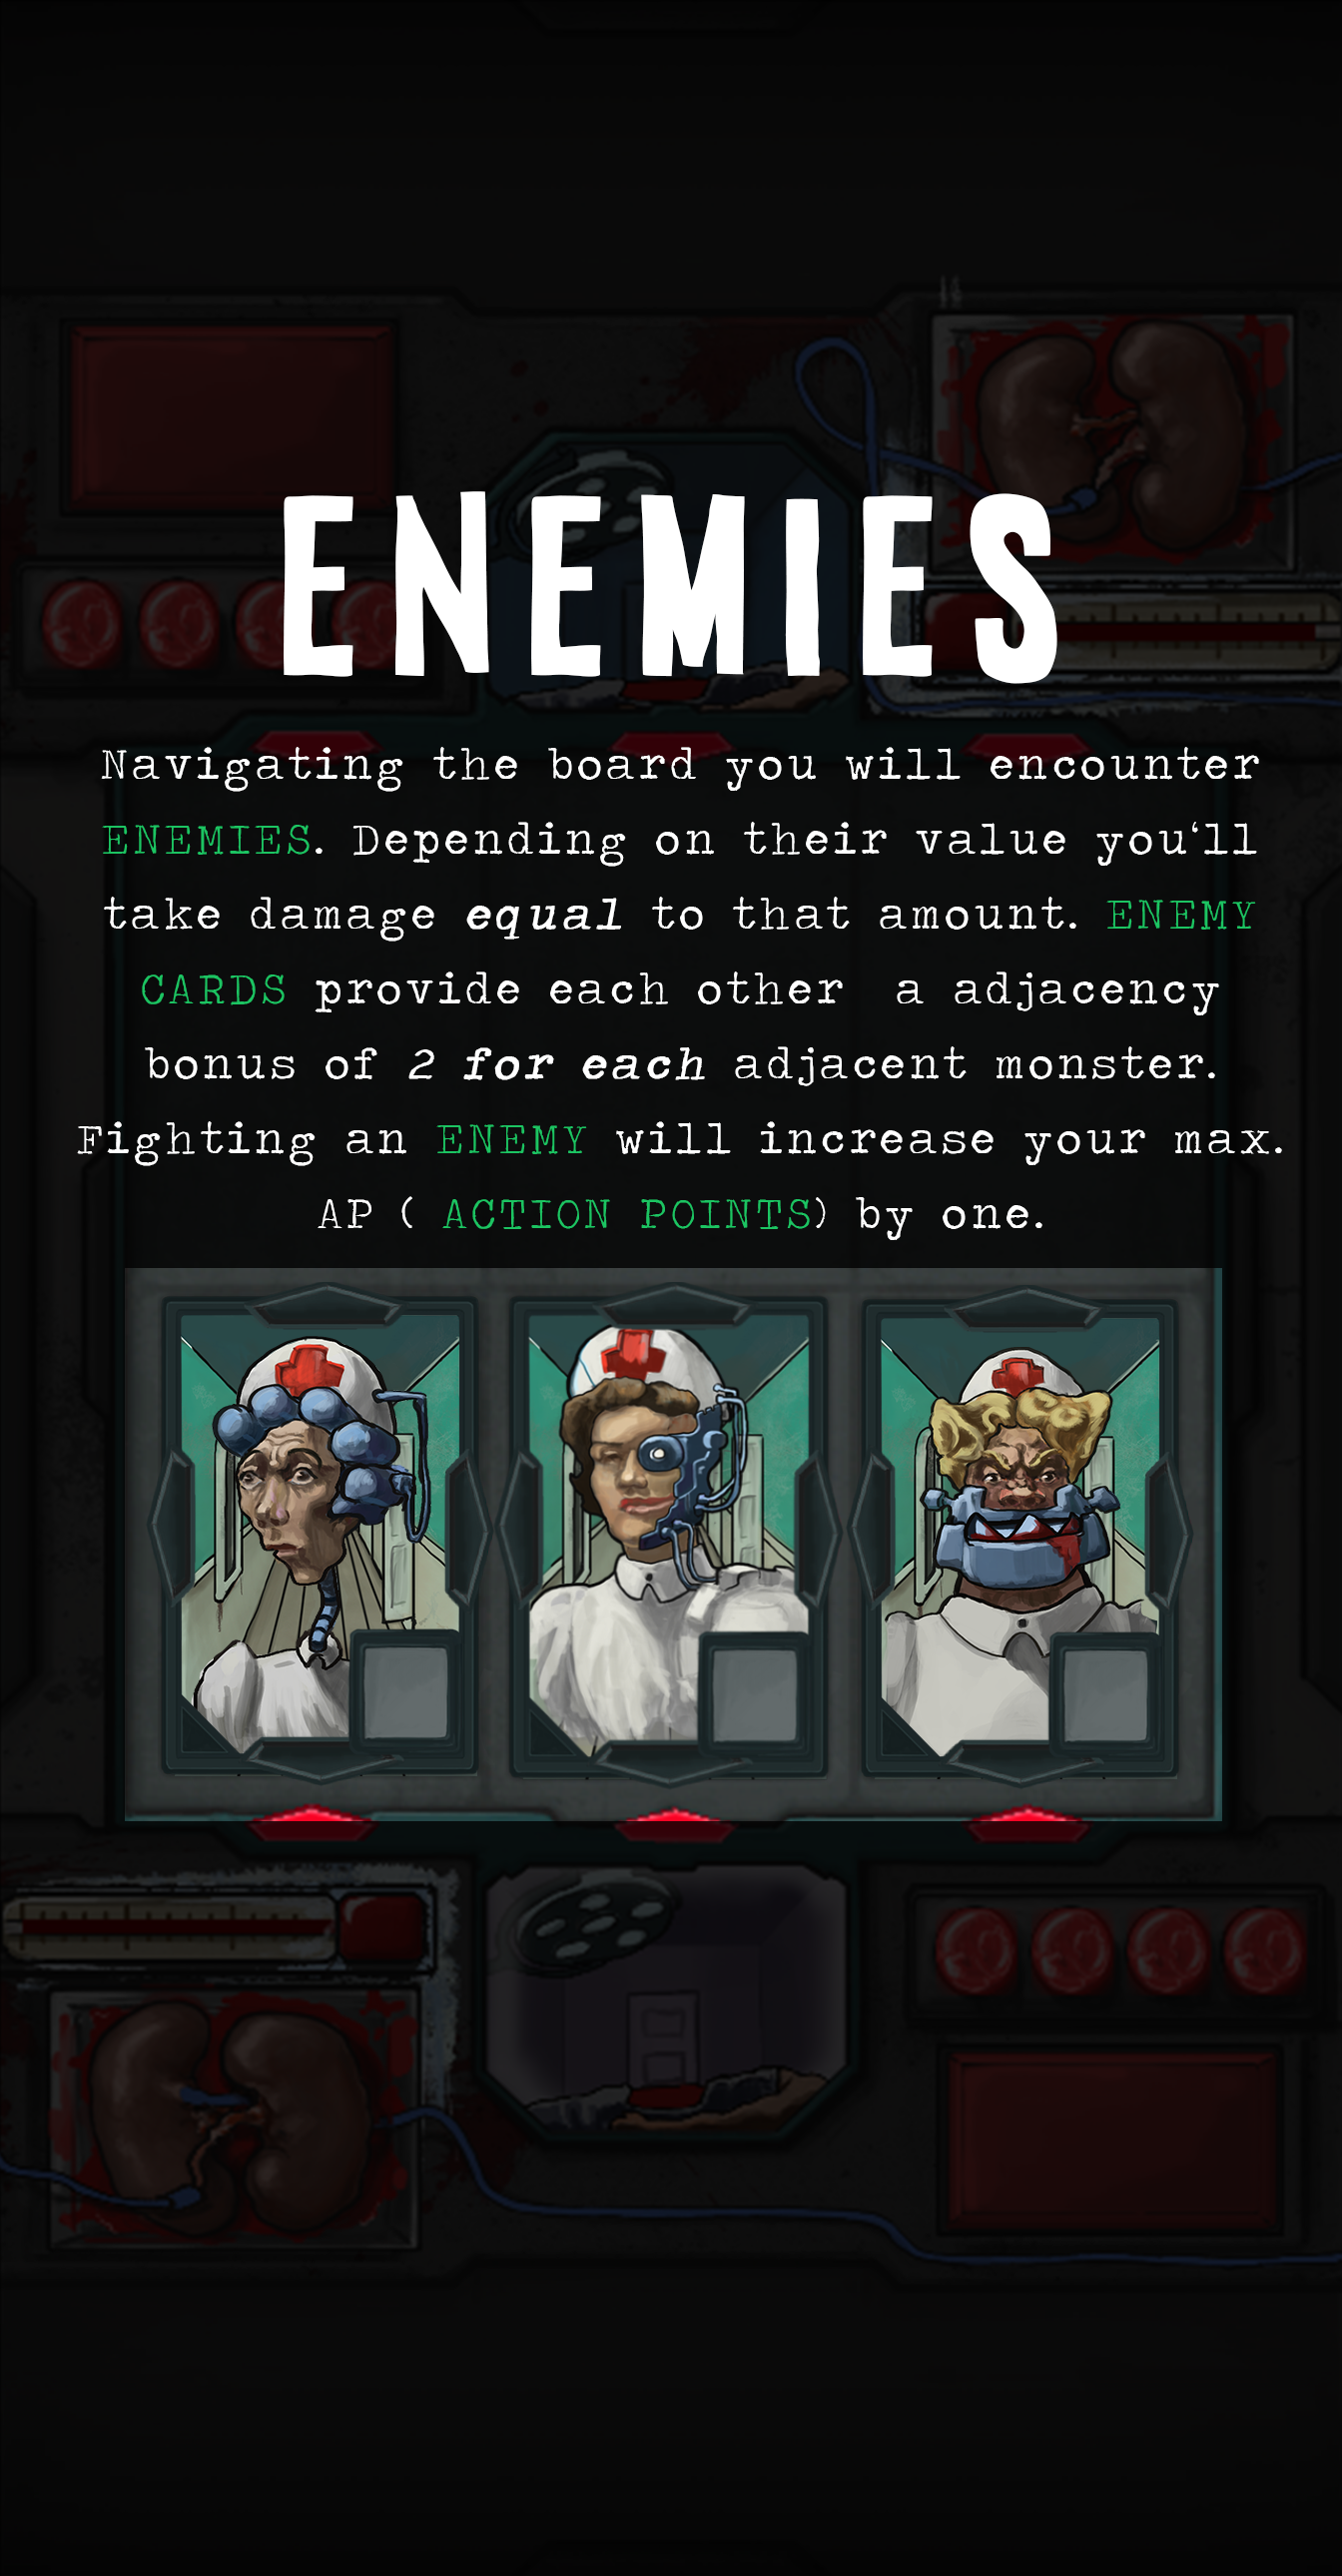 ENEMIES
Navigating the board you will encounter
ENEMIES. Depending on their value you‘ll
take damage equal to that amount. ENEMY
CARDS provide each other  a adjacency
bonus of 2 for each adjacent monster.
Fighting an ENEMY will increase your max.
AP ( ACTION POINTS) by one.